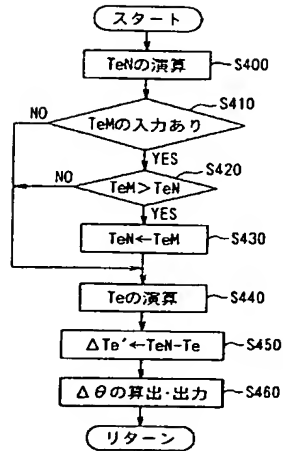 スタート
TeNの演算
S400
S410
NO
TeMの入力あり
YES
S420
NO
TeM>TeN
YES
TeN←TeM
S430
Teの演算
S440
ΔTe′←TeN-Te
S450
Δθの算出・出力
S460
リターン